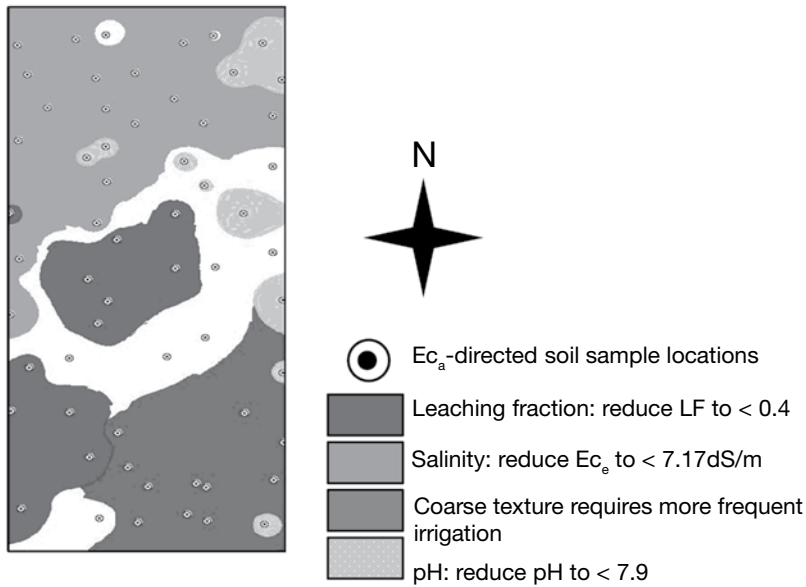 N
Ec_a-directed soil sample locations
Leaching fraction: reduce LF to < 0.4
Salinity: reduce Ec_e to < 7.17dS/m
Coarse texture requires more frequent
irrigation
pH: reduce pH to < 7.9